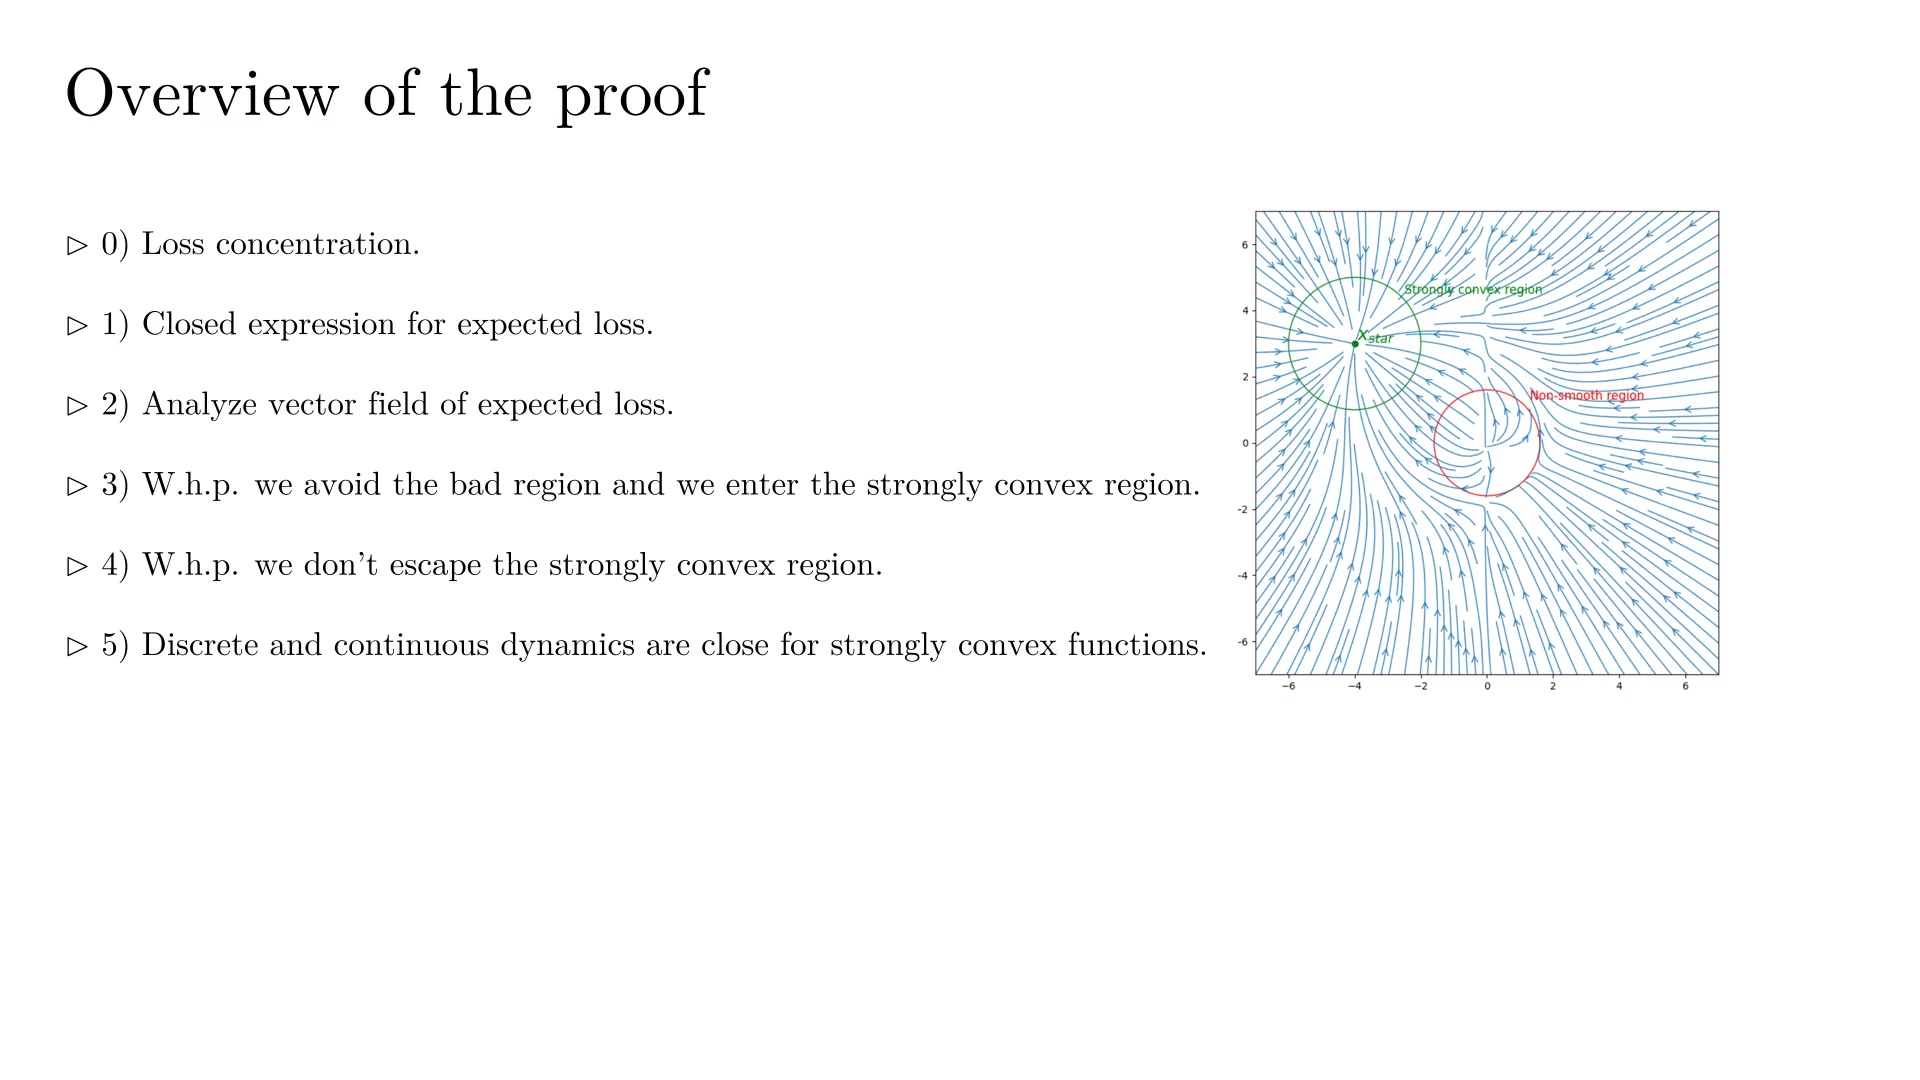 Overview of the proof
▷ 0) Loss concentration.
▷ 1) Closed expression for expected loss.
▷ 2) Analyze vector field of expected loss.
▷ 3) W.h.p. we avoid the bad region and we enter the strongly convex region.
▷ 4) W.h.p. we don't escape the strongly convex region.
▷ 5) Discrete and continuous dynamics are close for strongly convex functions.
Strongly convex region
X_star
Non-smooth region
6
4
2
0
-2
-4
-6
−6 −4 −2 0 2 4 6